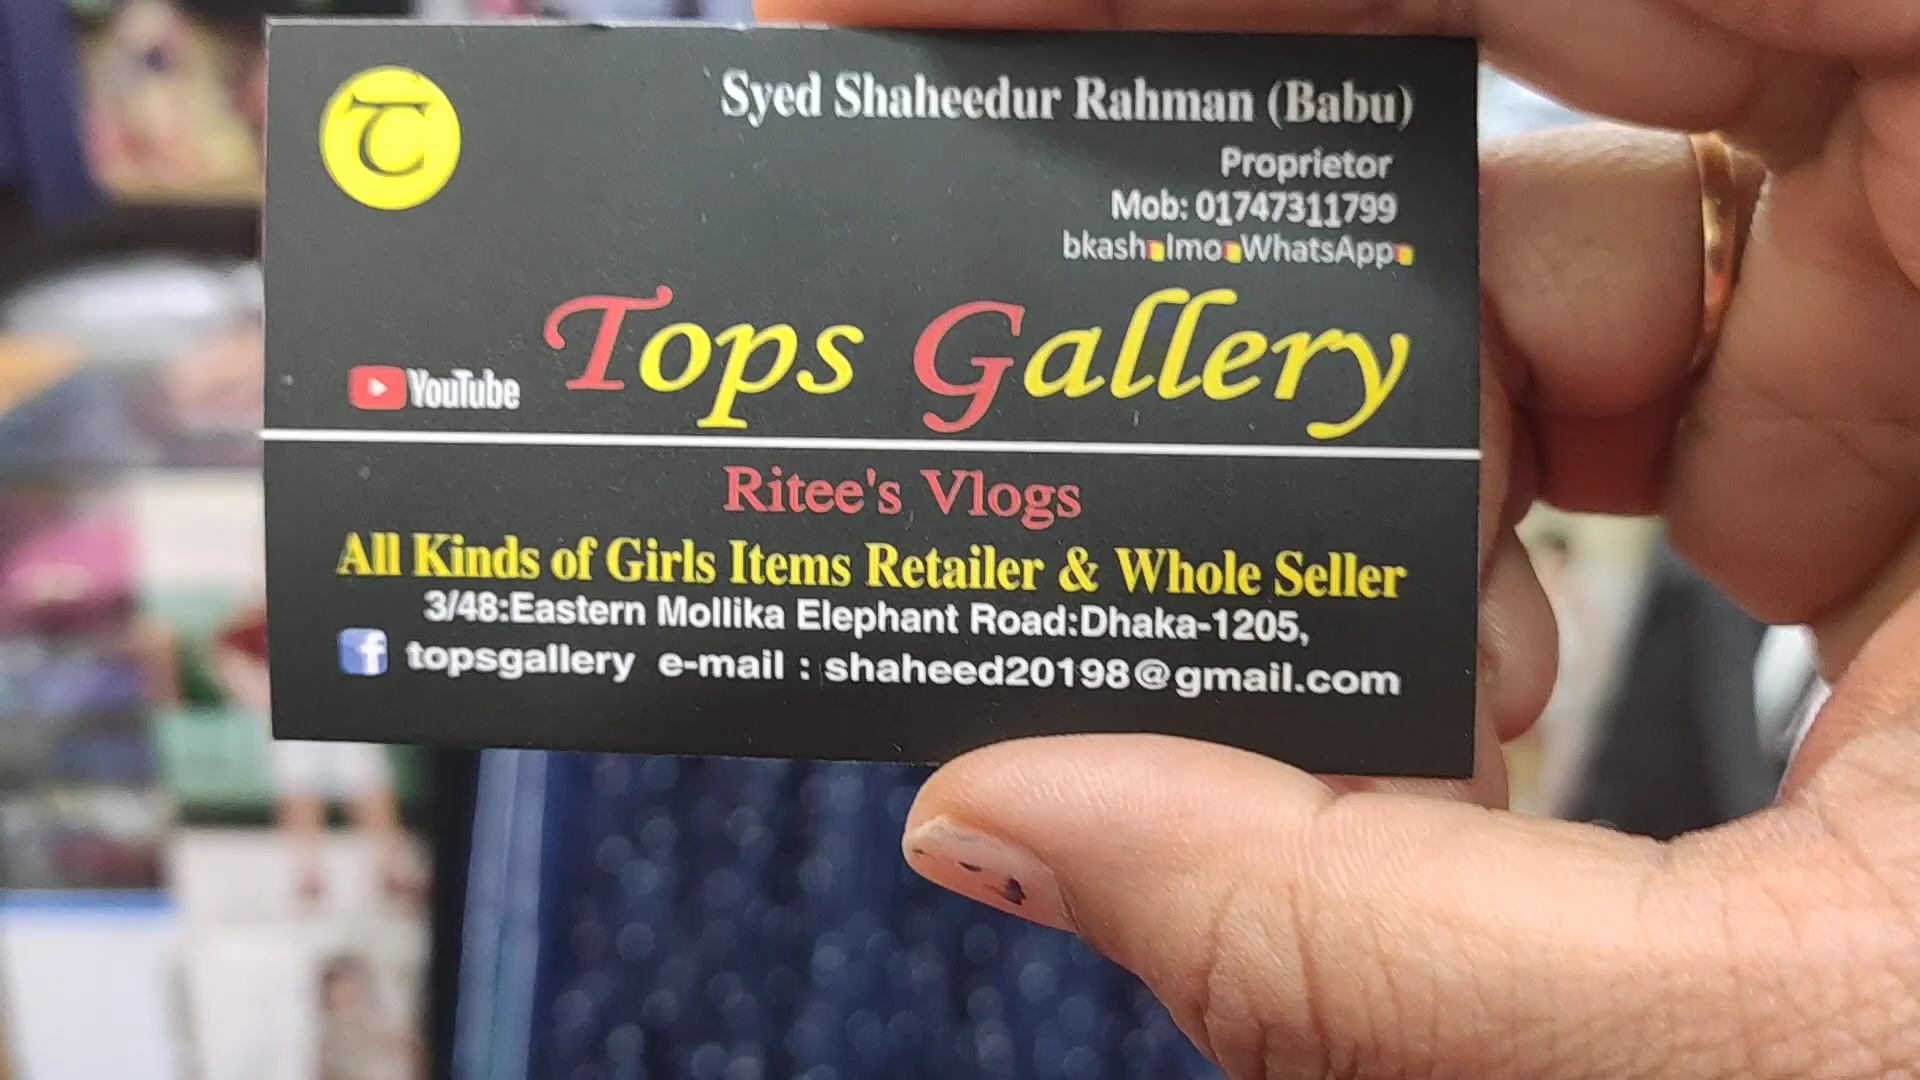 Syed Shaheedur Rahman (Babu)
Proprietor
Mob: 01747311799
bkash Imo WhatsApp
YouTube Tops Gallery
Ritee's Vlogs
All Kinds of Girls Items Retailer & Whole Seller
3/48:Eastern Mollika Elephant Road:Dhaka-1205,
f topsgallery e-mail : shaheed20198@gmail.com